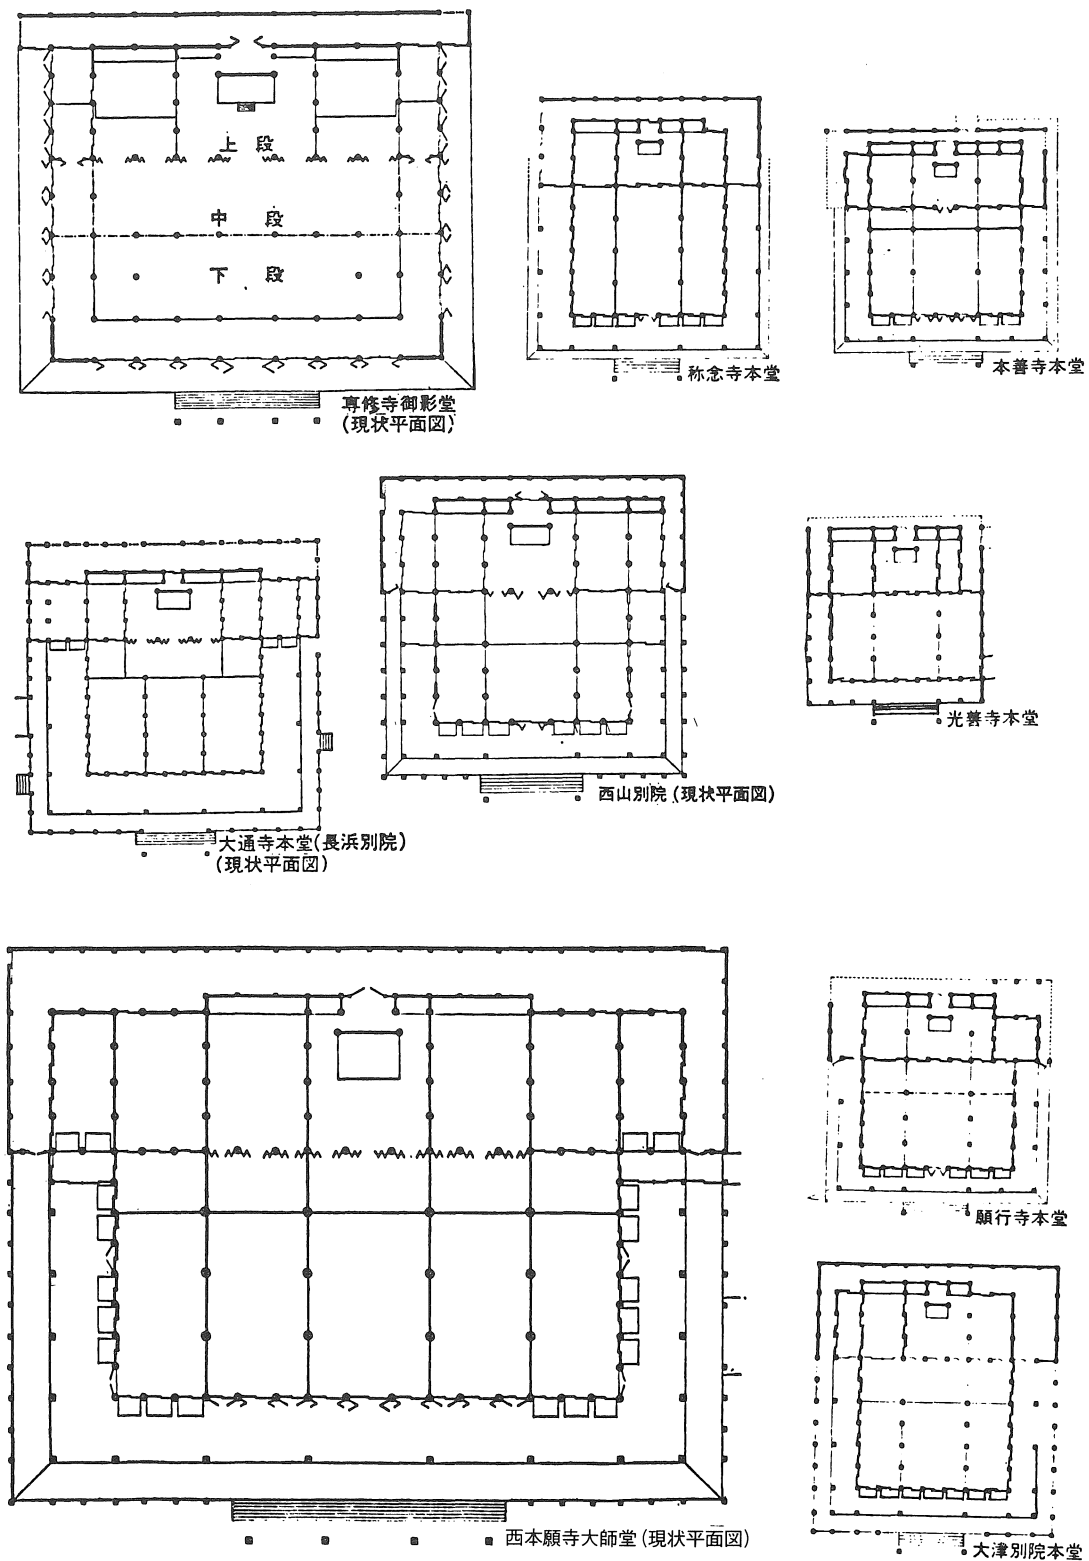 上段
中段
下段
専修寺御影堂
(現状平面図)
称念寺本堂
本善寺本堂
大通寺本堂(長浜別院)
(現状平面図)
西山別院(現状平面図)
光善寺本堂
西本願寺大師堂(現状平面図)
願行寺本堂
大津別院本堂